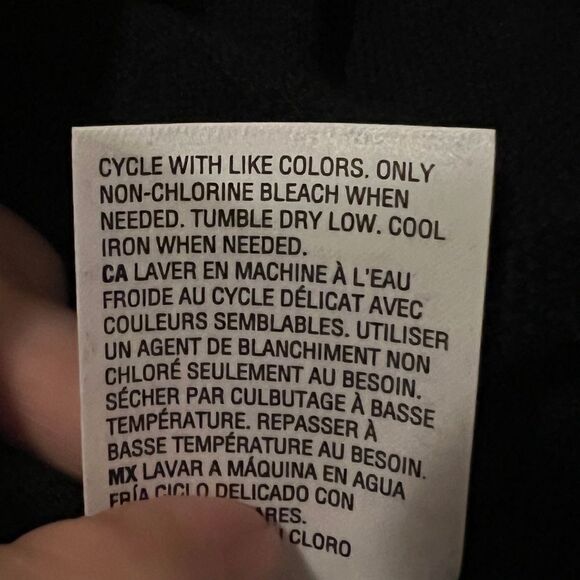 CYCLE WITH LIKE COLORS. ONLY
NON-CHLORINE BLEACH WHEN
NEEDED. TUMBLE DRY LOW. COOL
IRON WHEN NEEDED.
CA LAVER EN MACHINE À L'EAU
FROIDE AU CYCLE DÉLICAT AVEC
COULEURS SEMBLABLES. UTILISER
UN AGENT DE BLANCHIMENT NON
CHLORÉ SEULEMENT AU BESOIN.
SÉCHER PAR CULBUTAGE À BASSE
TEMPÉRATURE. REPASSER À
BASSE TEMPÉRATURE AU BESOIN.
MX LAVAR A MÁQUINA EN AGUA
FRÍA CICLO DELICADO CON
ARES.
CLORO